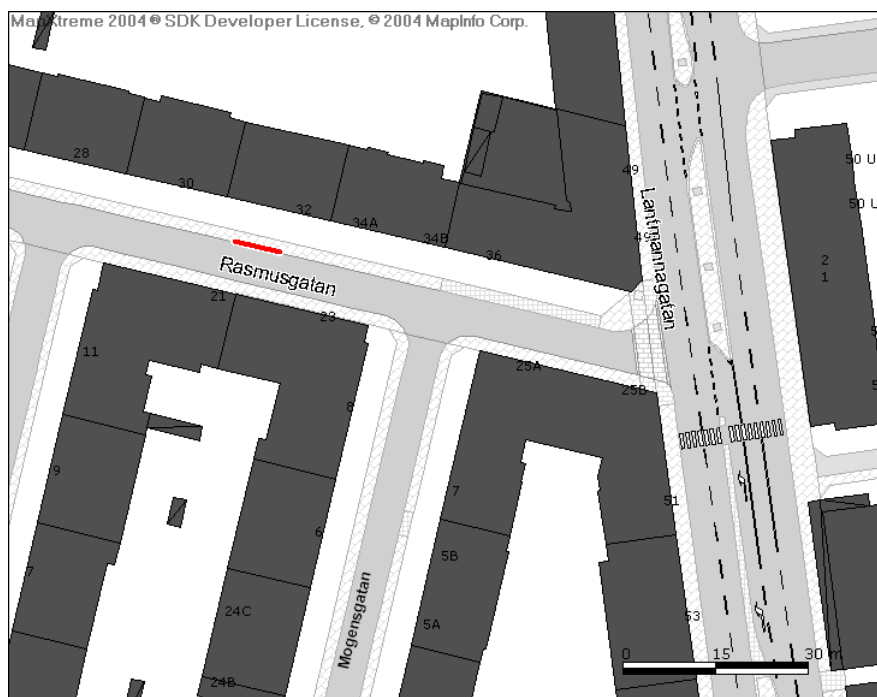 MapXtreme 2004 ® SDK Developer License, © 2004 MapInfo Corp.
28
30
32
34A
34B
36
49
50 U
50 U
Lantmannagatan
2
1
Rasmusgatan
21
23
25A
25B
11
8
9
7
51
6
5B
7
Mogensgatan
24C
5A
53
24B
0 15 30 m